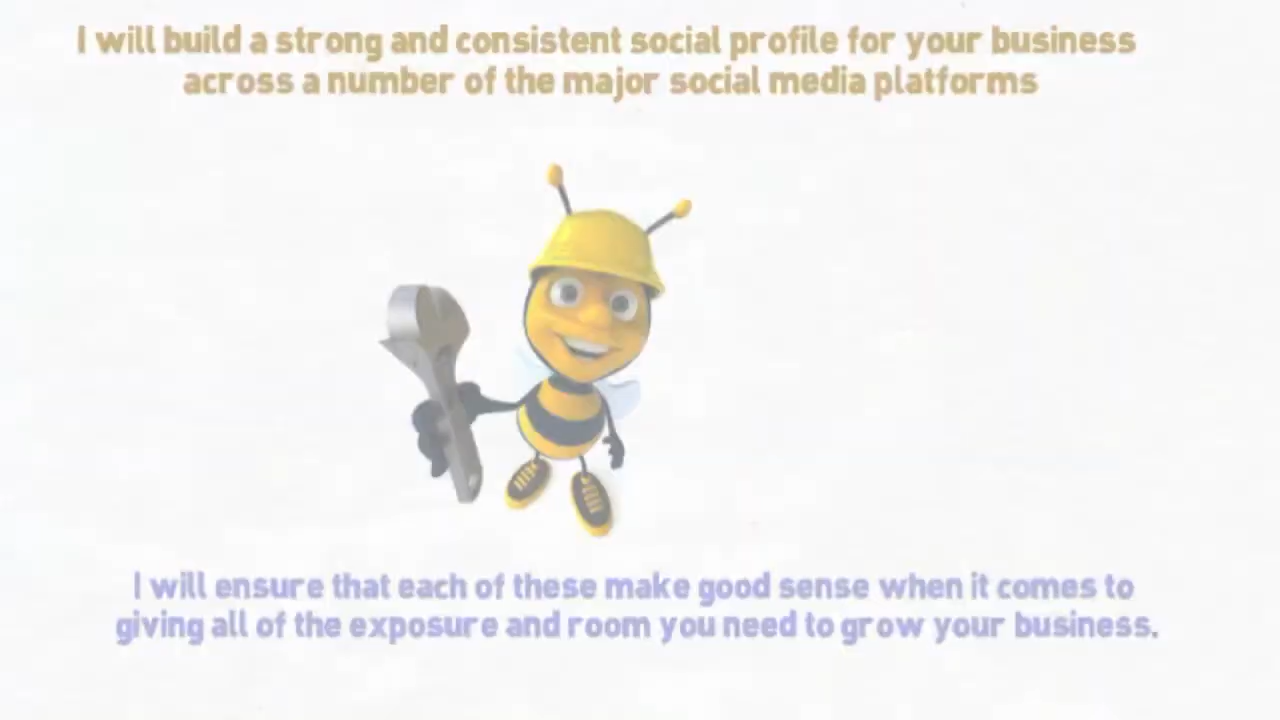 I will build a strong and consistent social profile for your business
across a number of the major social media platforms
I will ensure that each of these make good sense when it comes to
giving all of the exposure and room you need to grow your business.